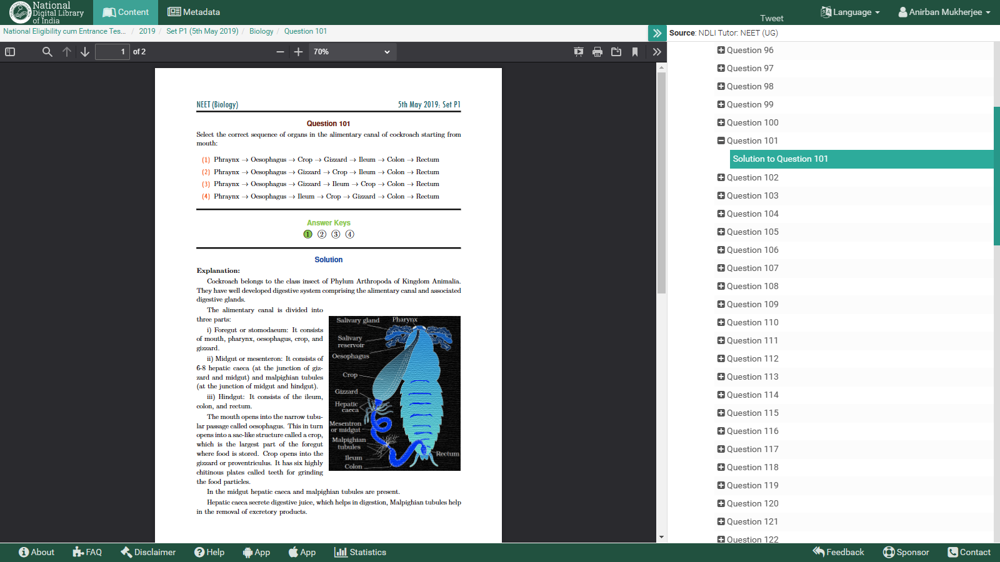 National
Digital Library
of India
Content
Metadata
Tweet
Language
Anirban Mukherjee
National Eligibility cum Entrance Tes... / 2019 / Set P1 (5th May 2019) / Biology / Question 101
Source: NDLI Tutor: NEET (UG)
1 of 2
70%
NEET (Biology) 5th May 2019: Set P1
Question 101
Select the correct sequence of organs in the alimentary canal of cockroach starting from
mouth:
(1) Phraynx → Oesophagus → Crop → Gizzard → Ileum → Colon → Rectum
(2) Phraynx → Oesophagus → Gizzard → Crop → Ileum → Colon → Rectum
(3) Phraynx → Oesophagus → Gizzard → Ileum → Crop → Colon → Rectum
(4) Phraynx → Oesophagus → Ileum → Crop → Gizzard → Colon → Rectum
Answer Keys
1 2 3 4
Solution
Explanation:
Cockroach belongs to the class insect of Phylum Arthropoda of Kingdom Animalia.
They have well developed digestive system comprising the alimentary canal and associated
digestive glands.
The alimentary canal is divided into
three parts:
i) Foregut or stomodaeum: It consists
of mouth, pharynx, oesophagus, crop, and
gizzard.
ii) Midgut or mesenteron: It consists of
6-8 hepatic caeca (at the junction of giz-
zard and midgut) and malpighian tubules
(at the junction of midgut and hindgut).
iii) Hindgut: It consists of the ileum,
colon, and rectum.
The mouth opens into the narrow tubu-
lar passage called oesophagus. This in turn
opens into a sac-like structure called a crop,
which is the largest part of the foregut
where food is stored. Crop opens into the
gizzard or proventriculus. It has six highly
chitinous plates called teeth for grinding
the food particles.
Salivary gland
Pharynx
Salivary
reservoir
Oesophagus
Crop
Gizzard
Hepatic
caeca
Mesentron
or midgut
Malpighian
tubules
Ileum
Colon
Rectum
In the midgut hepatic caeca and malpighian tubules are present.
Hepatic caeca secrete digestive juice, which helps in digestion, Malpighian tubules help
in the removal of excretory products.
Question 96
Question 97
Question 98
Question 99
Question 100
Question 101
Solution to Question 101
Question 102
Question 103
Question 104
Question 105
Question 106
Question 107
Question 108
Question 109
Question 110
Question 111
Question 112
Question 113
Question 114
Question 115
Question 116
Question 117
Question 118
Question 119
Question 120
Question 121
Question 122
About
FAQ
Disclaimer
Help
App
App
Statistics
Feedback
Sponsor
Contact